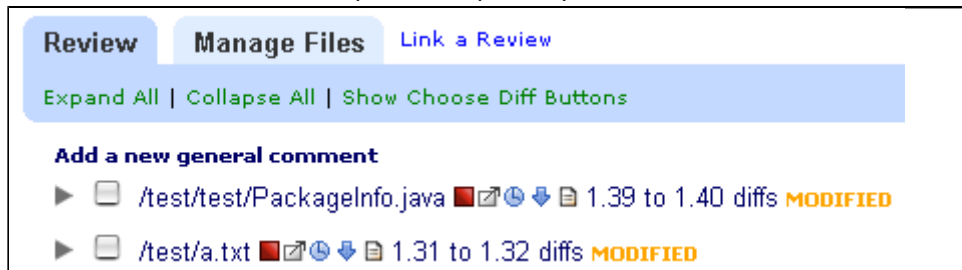 Review Manage Files Link a Review
Expand All | Collapse All | Show Choose Diff Buttons
Add a new general comment
/test/test/PackageInfo.java 1.39 to 1.40 diffs MODIFIED
/test/a.txt 1.31 to 1.32 diffs MODIFIED